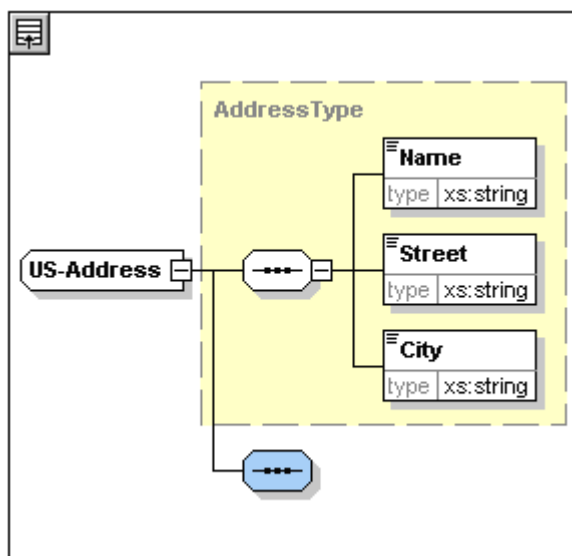 AddressType
Name
type xs:string
US-Address
Street
type xs:string
City
type xs:string